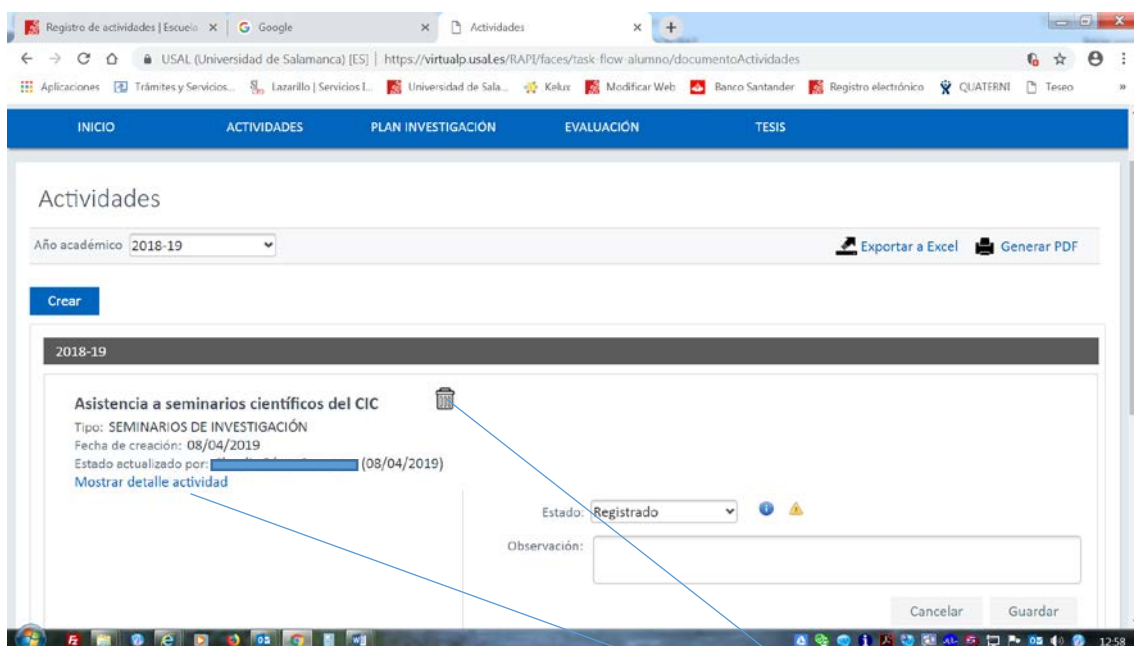 Registro de actividades | Escuela
Google
Actividades
USAL (Universidad de Salamanca) [ES] | https://virtualp.usal.es/RAPI/faces/task-flow-alumno/documentoActividades
Aplicaciones Trámites y Servicios... Lazarillo | Servicios I... Universidad de Sala... Kelux Modificar Web Banco Santander Registro electrónico QUATERNI Teseo »
INICIO ACTIVIDADES PLAN INVESTIGACIÓN EVALUACIÓN TESIS
Actividades
Año académico 2018-19 Exportar a Excel Generar PDF
Crear
2018-19
Asistencia a seminarios científicos del CIC
Tipo: SEMINARIOS DE INVESTIGACIÓN
Fecha de creación: 08/04/2019
Estado actualizado por: (08/04/2019)
Mostrar detalle actividad
Estado: Registrado
Observación:
Cancelar Guardar
12:58